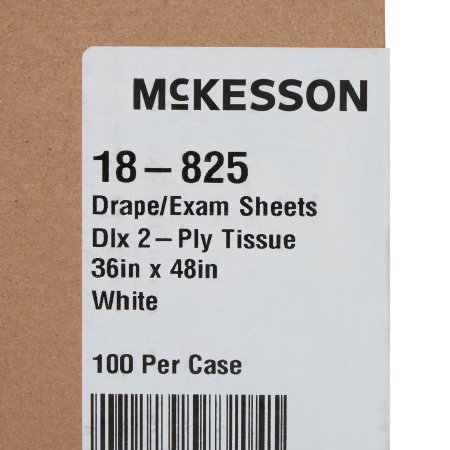 McKESSON
18-825
Drape/Exam Sheets
Dlx 2-Ply Tissue
36in x 48in
White
100 Per Case